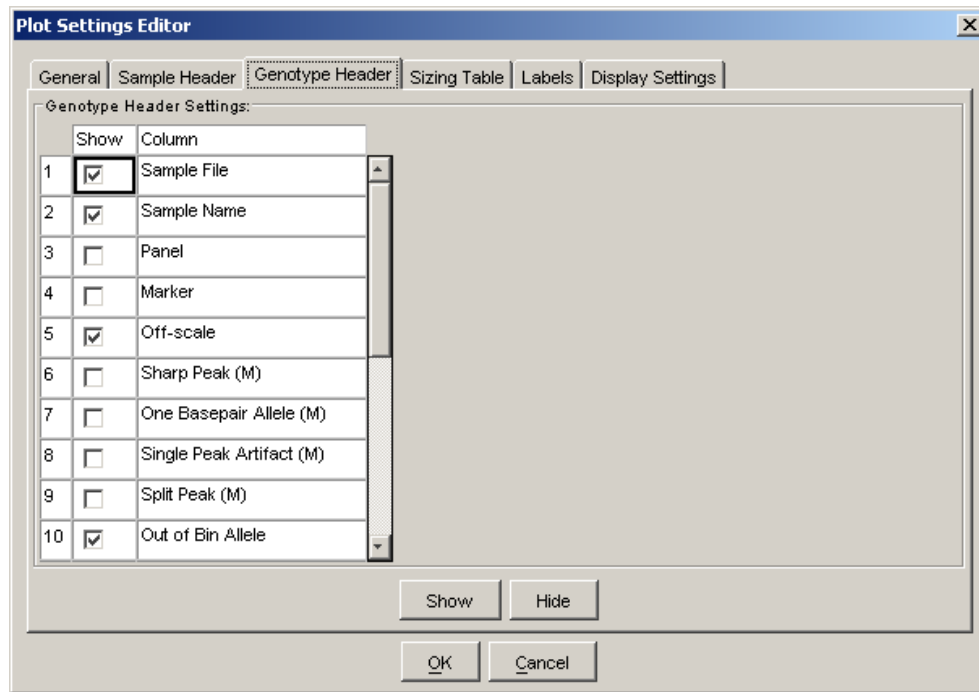 Plot Settings Editor
General Sample Header Genotype Header Sizing Table Labels Display Settings
Genotype Header Settings:
Show Column
1 Sample File
2 Sample Name
3 Panel
4 Marker
5 Off-scale
6 Sharp Peak (M)
7 One Basepair Allele (M)
8 Single Peak Artifact (M)
9 Split Peak (M)
10 Out of Bin Allele
Show Hide
OK Cancel